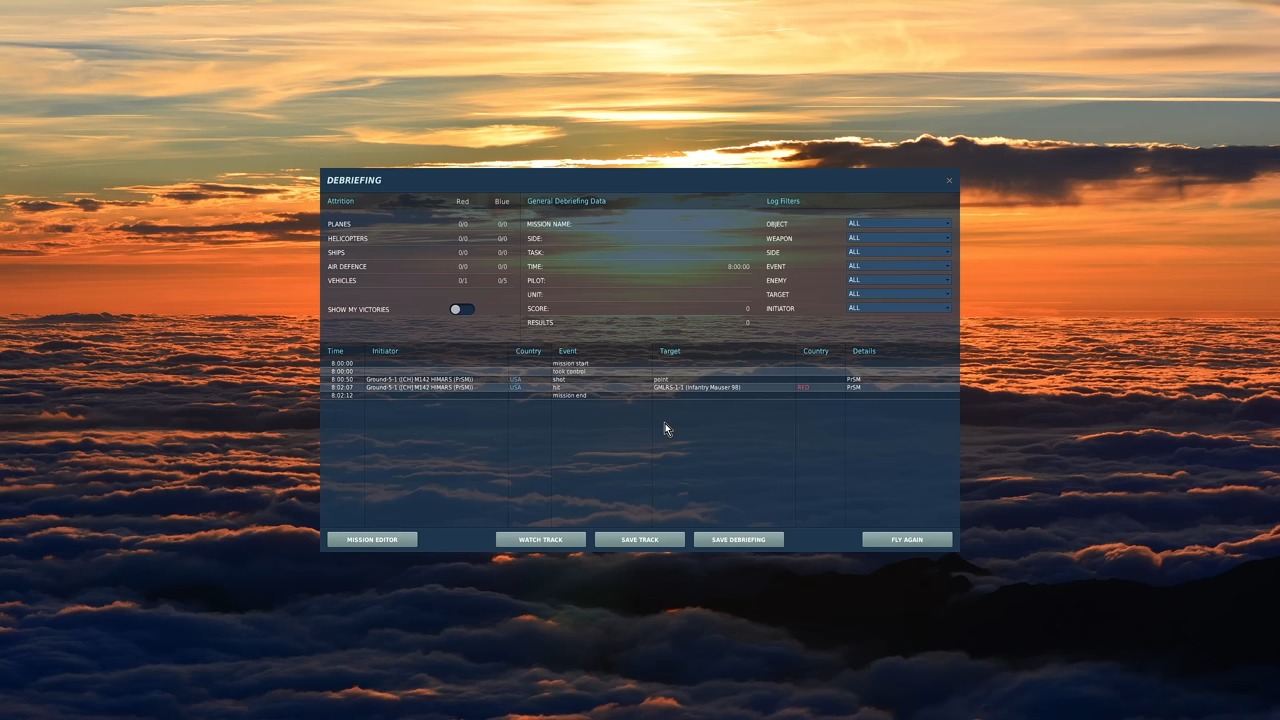 DEBRIEFING
Attrition Red Blue General Debriefing Data Log Filters
PLANES 0/0 0/0 MISSION NAME: OBJECT ALL
HELICOPTERS 0/0 0/0 SIDE: WEAPON ALL
SHIPS 0/0 0/0 TASK: SIDE ALL
AIR DEFENCE 0/0 0/0 TIME: 8:00:00 EVENT ALL
VEHICLES 0/1 0/5 PILOT: ENEMY ALL
UNIT: TARGET ALL
SHOW MY VICTORIES SCORE: 0 INITIATOR ALL
RESULTS 0
Time Initiator Country Event Target Country Details
8:00:00 mission start
8:00:00 took control
8:00:50 Ground-5-1 ([CH] M142 HIMARS (PrSM)) USA shot point PrSM
8:02:07 Ground-5-1 ([CH] M142 HIMARS (PrSM)) USA hit GMLRS-1-1 (Infantry Mauser 98) RED PrSM
8:02:12 mission end
MISSION EDITOR WATCH TRACK SAVE TRACK SAVE DEBRIEFING FLY AGAIN